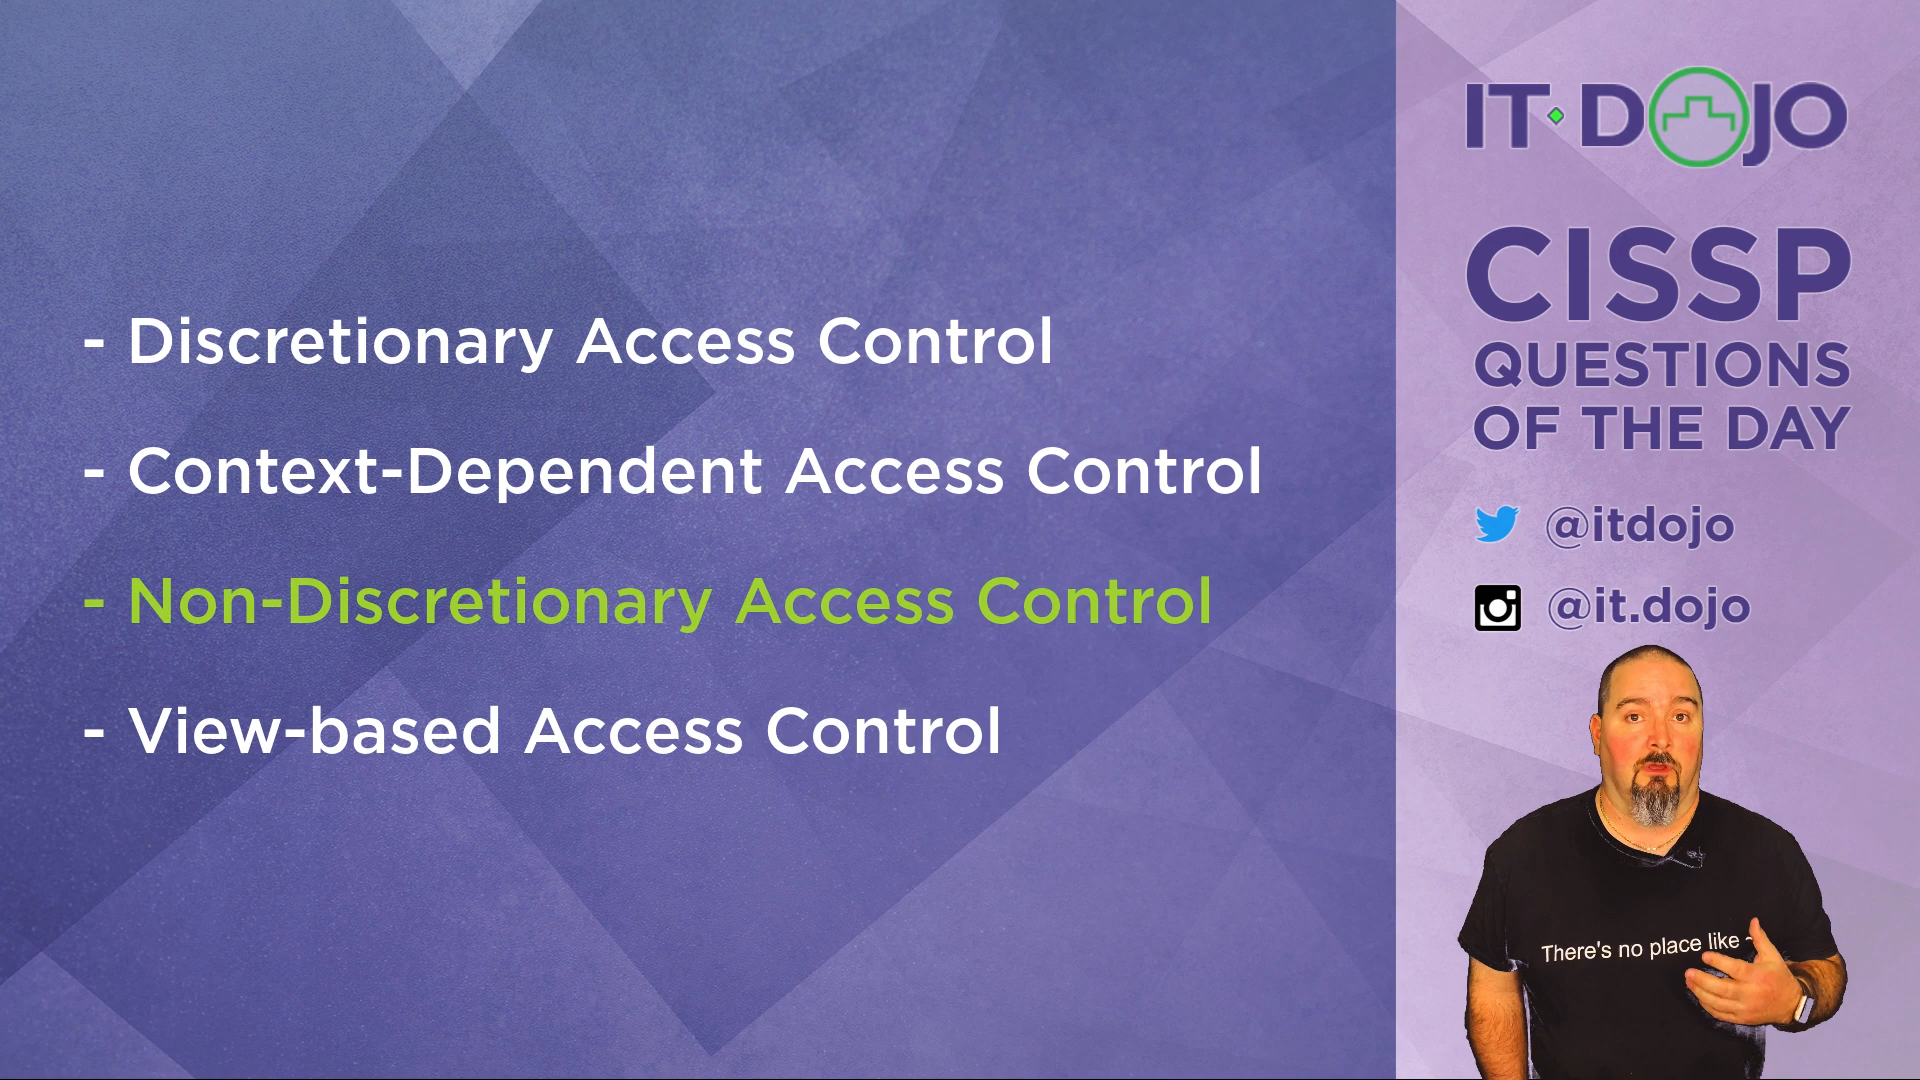 - Discretionary Access Control
- Context-Dependent Access Control
- Non-Discretionary Access Control
- View-based Access Control
IT DOJO
CISSP
QUESTIONS
OF THE DAY
@itdojo
@it.dojo
There's no place like ~